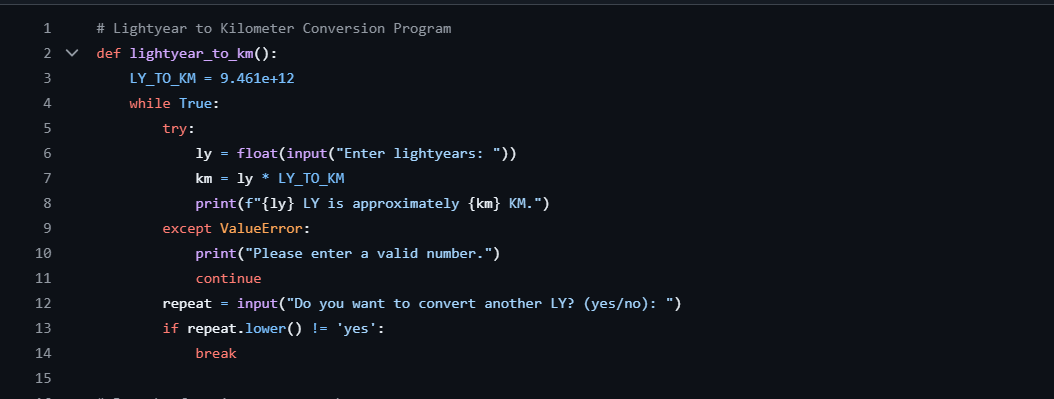 1 # Lightyear to Kilometer Conversion Program
2 def lightyear_to_km():
3 LY_TO_KM = 9.461e+12
4 while True:
5 try:
6 ly = float(input("Enter lightyears: "))
7 km = ly * LY_TO_KM
8 print(f"{ly} LY is approximately {km} KM.")
9 except ValueError:
10 print("Please enter a valid number.")
11 continue
12 repeat = input("Do you want to convert another LY? (yes/no): ")
13 if repeat.lower() != 'yes':
14 break
15